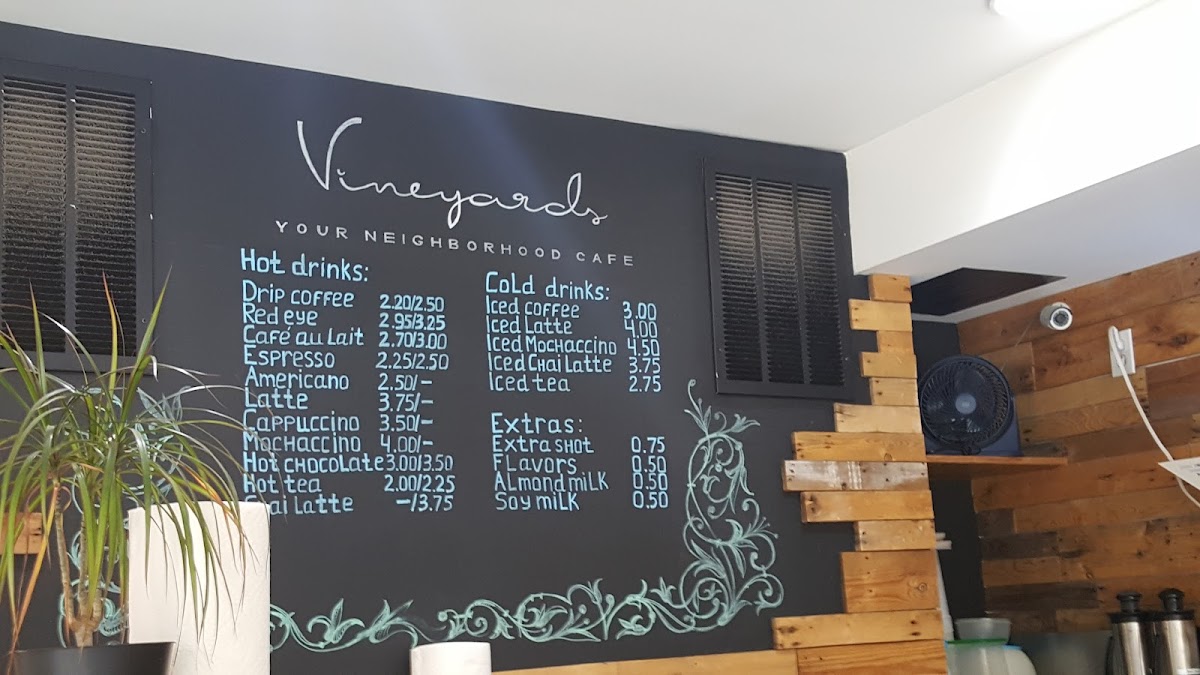 Vineyards
YOUR NEIGHBORHOOD CAFE
Hot drinks:
Drip coffee 2.20/2.50
Red eye 2.95/3.25
Café au Lait 2.70/3.00
Espresso 2.25/2.50
Americano 2.50/-
Latte 3.75/-
Cappuccino 3.50/-
Mochaccino 4.00/-
Hot chocolate 3.00/3.50
Hot tea 2.00/2.25
Chai Latte -/3.75
Cold drinks:
Iced coffee 3.00
Iced Latte 4.00
Iced Mochaccino 4.50
Iced Chai Latte 3.75
Iced tea 2.75
Extras:
Extra shot 0.75
Flavors 0.50
Almond milk 0.50
Soy milk 0.50